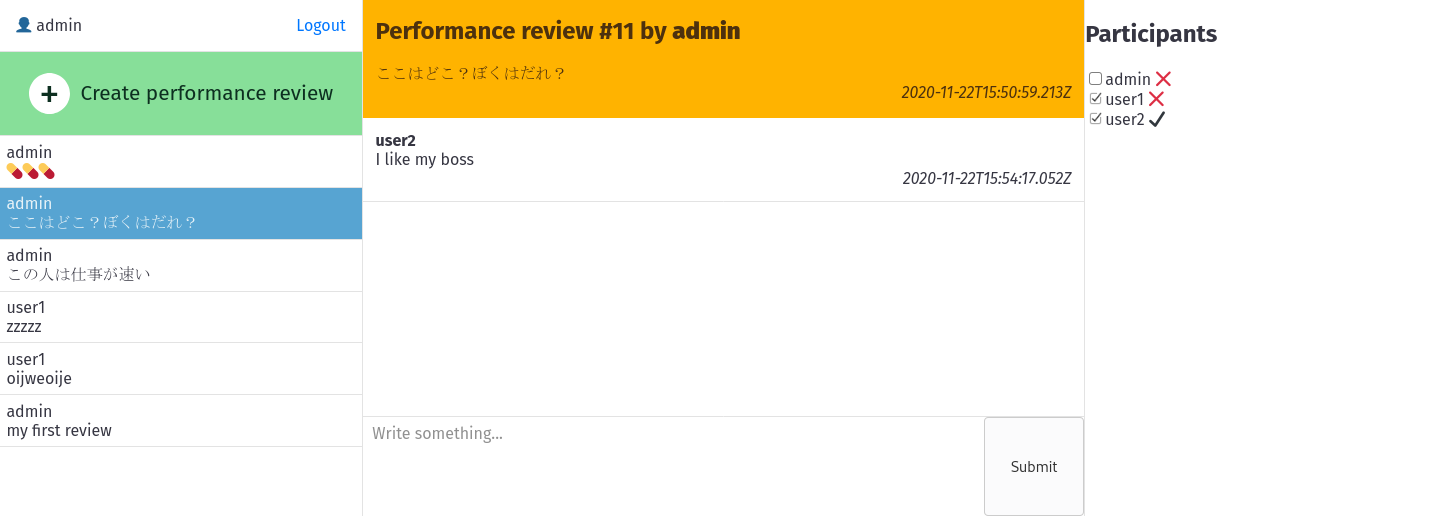 admin
Logout
+ Create performance review
admin
💊💊💊
admin
ここはどこ？ぼくはだれ？
admin
この人は仕事が速い
user1
zzzzz
user1
oijweoije
admin
my first review
Performance review #11 by admin
ここはどこ？ぼくはだれ？
2020-11-22T15:50:59.213Z
user2
I like my boss
2020-11-22T15:54:17.052Z
Write something...
Submit
Participants
admin ❌
user1 ❌
user2 ✔